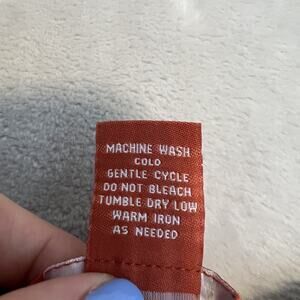 MACHINE WASH
COLD
GENTLE CYCLE
DO NOT BLEACH
TUMBLE DRY LOW
WARM IRON
AS NEEDED